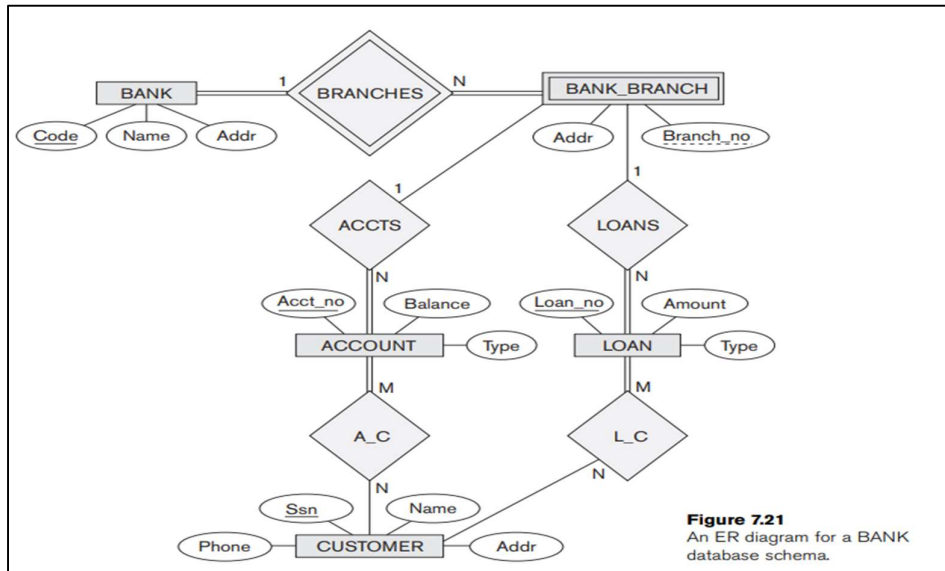 1
N
BANK
BRANCHES
BANK_BRANCH
Code
Name
Addr
Addr
Branch_no
1
1
ACCTS
LOANS
N
N
Acct_no
Balance
Loan_no
Amount
ACCOUNT
Type
LOAN
Type
M
M
A_C
L_C
N
N
Ssn
Name
Phone
CUSTOMER
Addr
Figure 7.21
An ER diagram for a BANK
database schema.